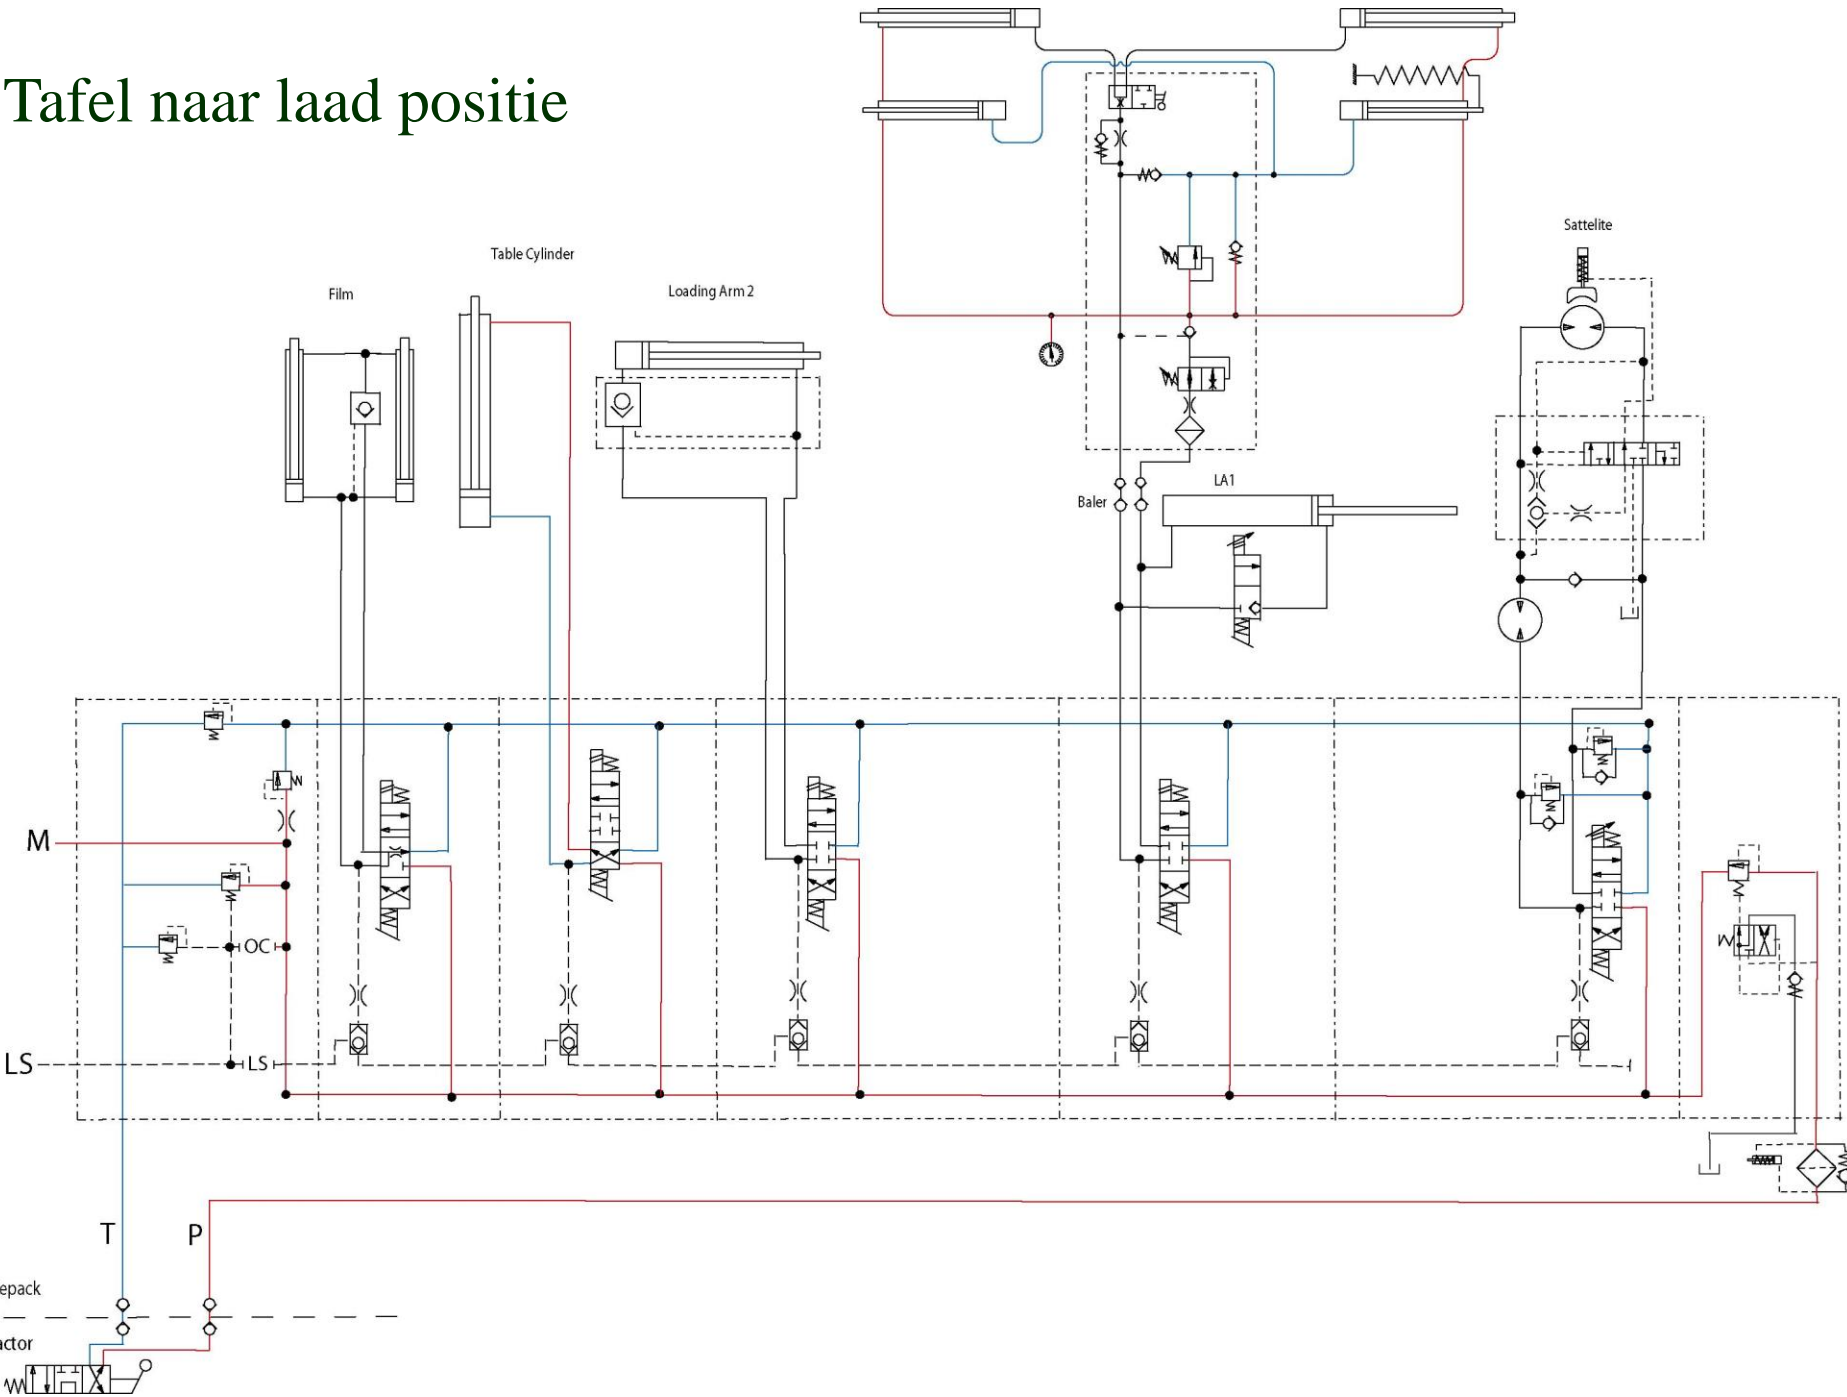 Tafel naar laad positie
Sattelite
Table Cylinder
Film
Loading Arm 2
LA1
Baler
M
OC
LS
LS
T
P
epack
actor